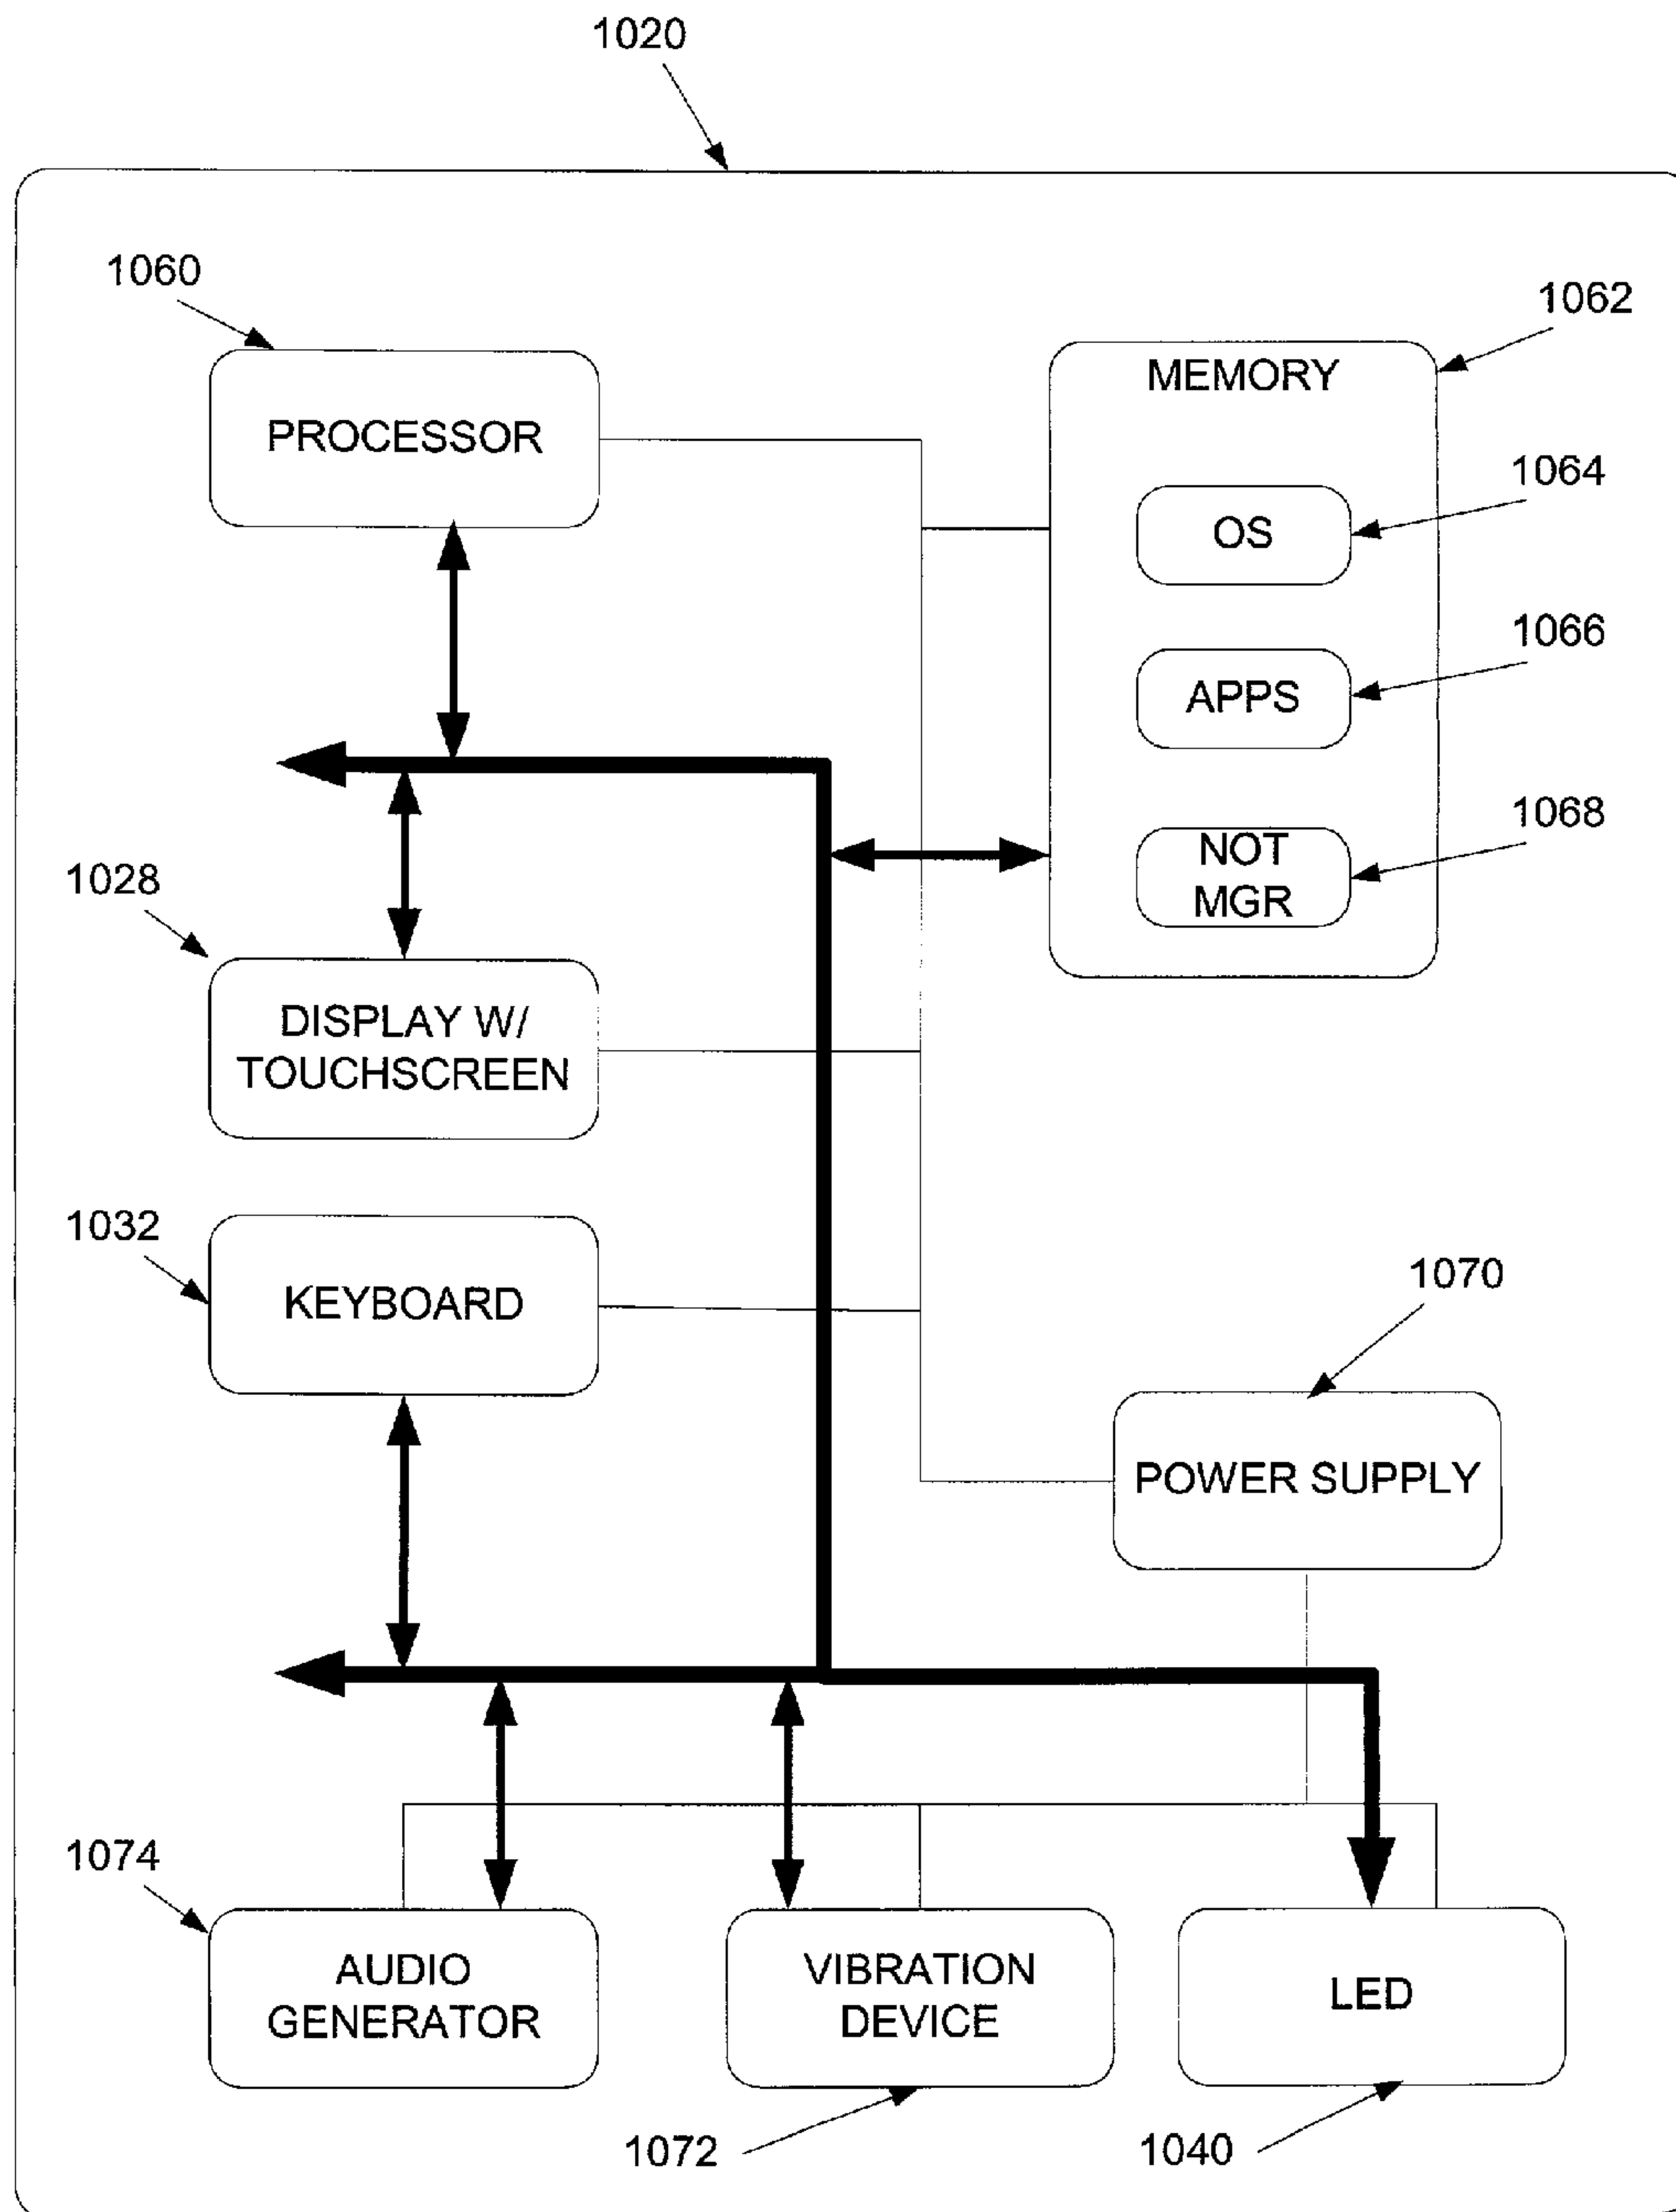 1020
1060
1062
PROCESSOR
MEMORY
1064
OS
1066
APPS
1068
NOT
MGR
1028
DISPLAY W/
TOUCHSCREEN
1032
KEYBOARD
1070
POWER SUPPLY
1074
AUDIO
GENERATOR
VIBRATION
DEVICE
LED
1072
1040